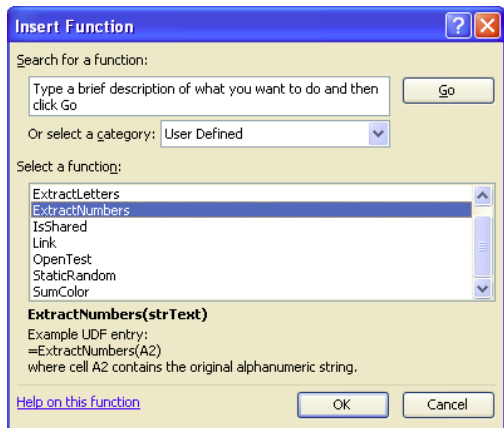 Insert Function
?
X
Search for a function:
Type a brief description of what you want to do and then
click Go
Go
Or select a category: User Defined
Select a function:
ExtractLetters
ExtractNumbers
IsShared
Link
OpenTest
StaticRandom
SumColor
ExtractNumbers(strText)
Example UDF entry:
=ExtractNumbers(A2)
where cell A2 contains the original alphanumeric string.
Help on this function
OK
Cancel